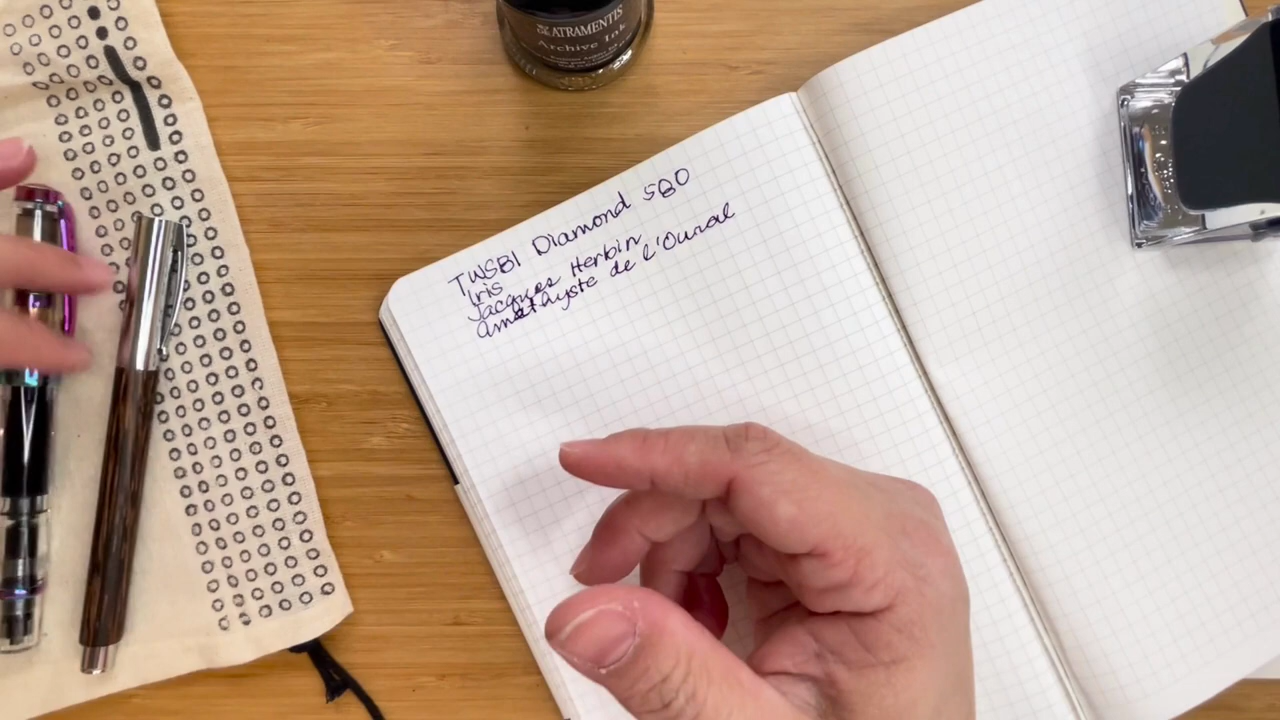 ATRAMENTIS
Archive Ink
TWSBI Diamond 580
Iris
Jacques Herbin
amethyste de l'Oural